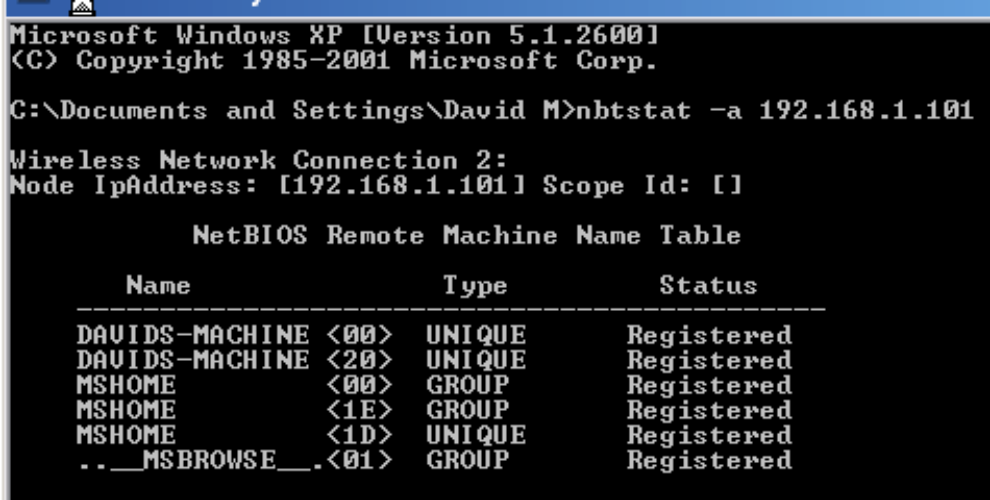 Microsoft Windows XP [Version 5.1.2600]
(C) Copyright 1985-2001 Microsoft Corp.
C:\Documents and Settings\David M>nbtstat -a 192.168.1.101
Wireless Network Connection 2:
Node IpAddress: [192.168.1.101] Scope Id: []
NetBIOS Remote Machine Name Table
Name Type Status
---------------------------------------------
DAVIDS-MACHINE <00> UNIQUE Registered
DAVIDS-MACHINE <20> UNIQUE Registered
MSHOME <00> GROUP Registered
MSHOME <1E> GROUP Registered
MSHOME <1D> UNIQUE Registered
..__MSBROWSE__.<01> GROUP Registered